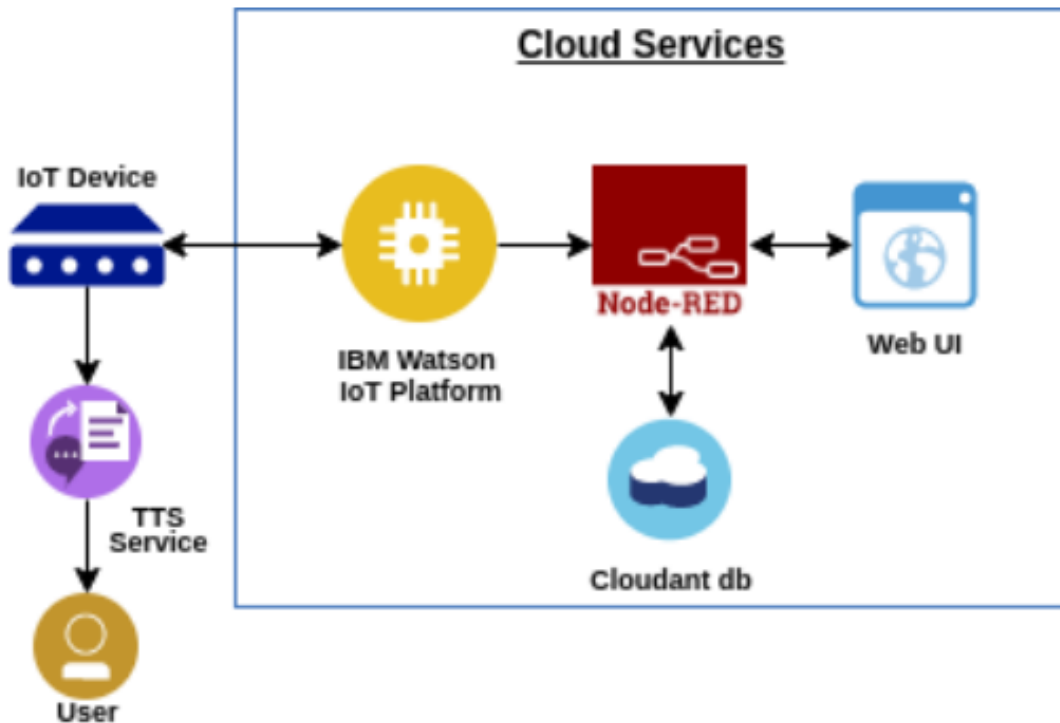 Cloud Services
IoT Device
Node-RED
Web UI
IBM Watson
IoT Platform
TTS
Service
Cloudant db
User